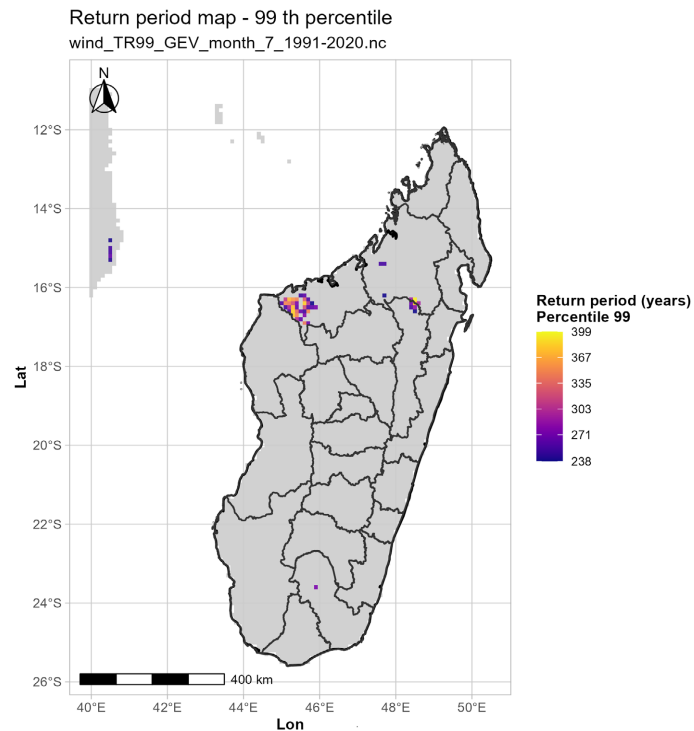 Return period map - 99 th percentile
wind_TR99_GEV_month_7_1991-2020.nc
N
12°S
14°S
16°S
18°S
20°S
22°S
24°S
26°S
Lat
400 km
40°E 42°E 44°E 46°E 48°E 50°E
Lon
Return period (years)
Percentile 99
399
367
335
303
271
238